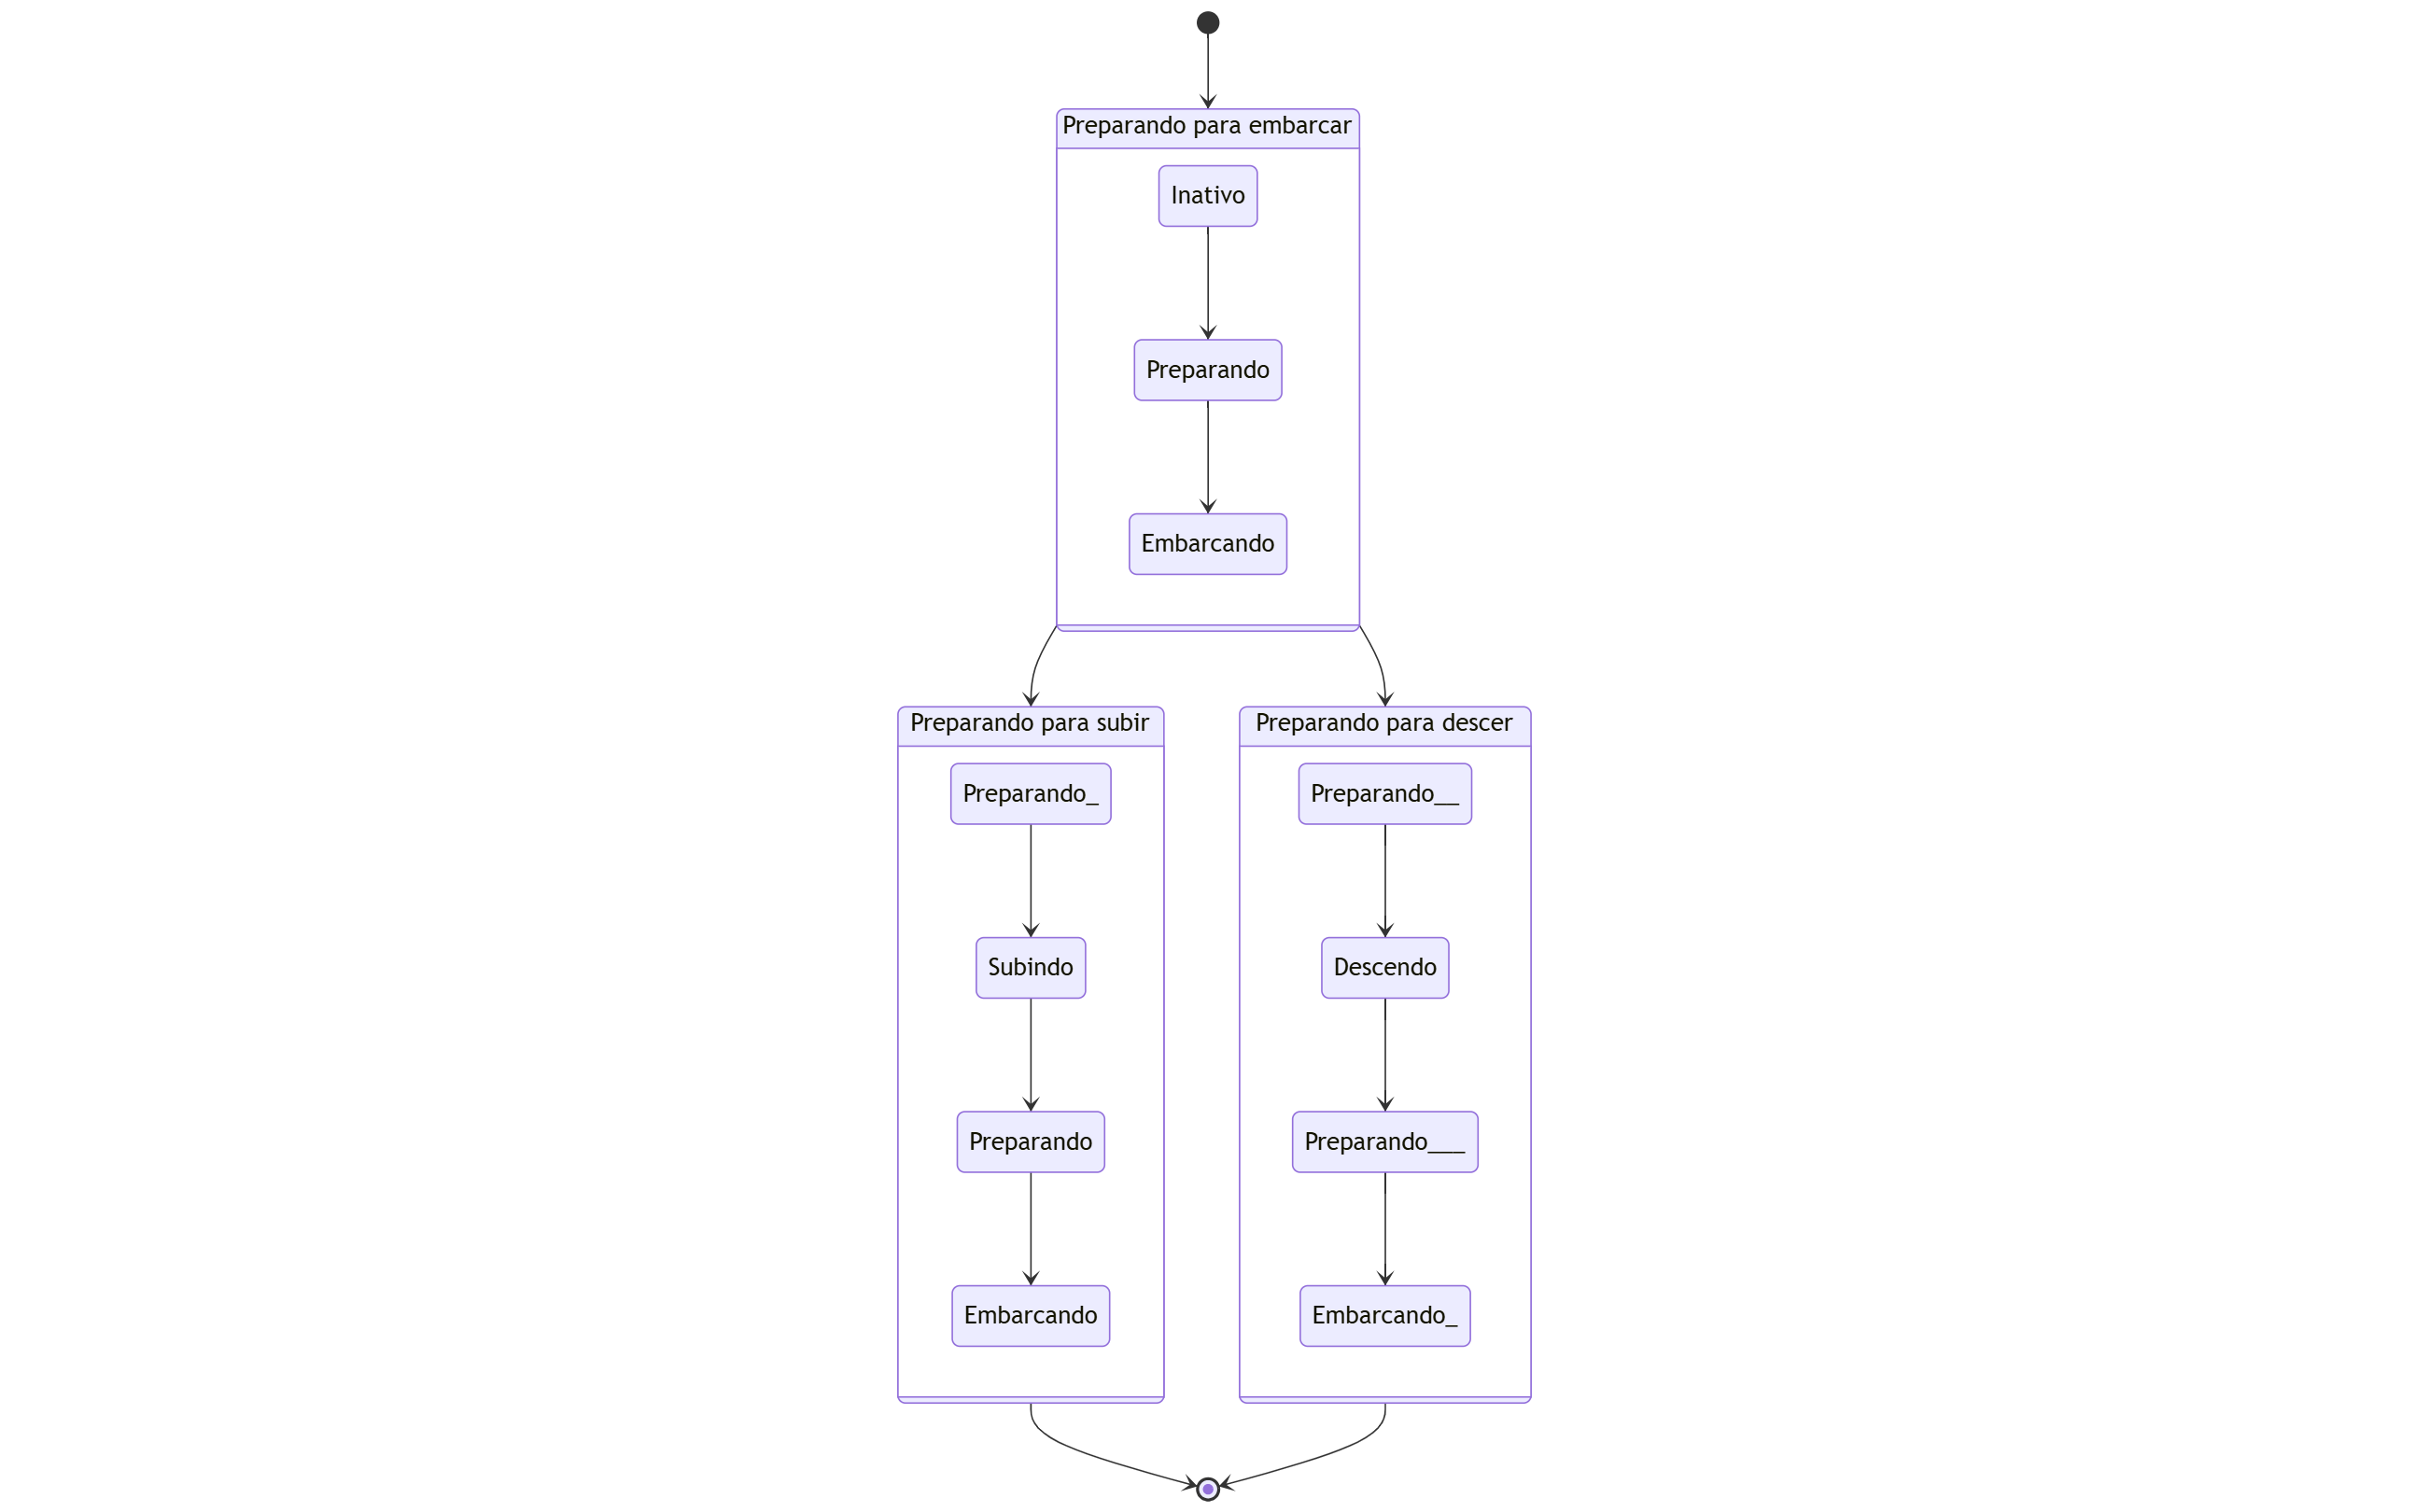 Preparando para embarcar
Inativo
Preparando
Embarcando
Preparando para subir
Preparando_
Subindo
Preparando
Embarcando
Preparando para descer
Preparando__
Descendo
Preparando___
Embarcando_